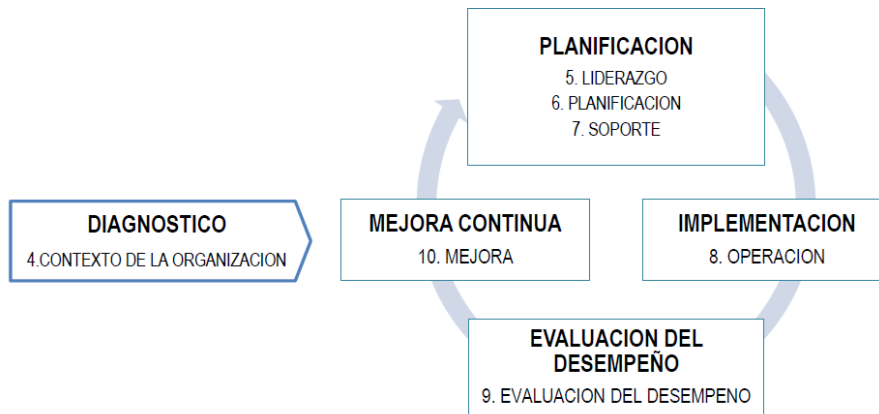 PLANIFICACION
5. LIDERAZGO
6. PLANIFICACION
7. SOPORTE
DIAGNOSTICO
4.CONTEXTO DE LA ORGANIZACION
MEJORA CONTINUA
10. MEJORA
IMPLEMENTACION
8. OPERACION
EVALUACION DEL
DESEMPEÑO
9. EVALUACION DEL DESEMPENO